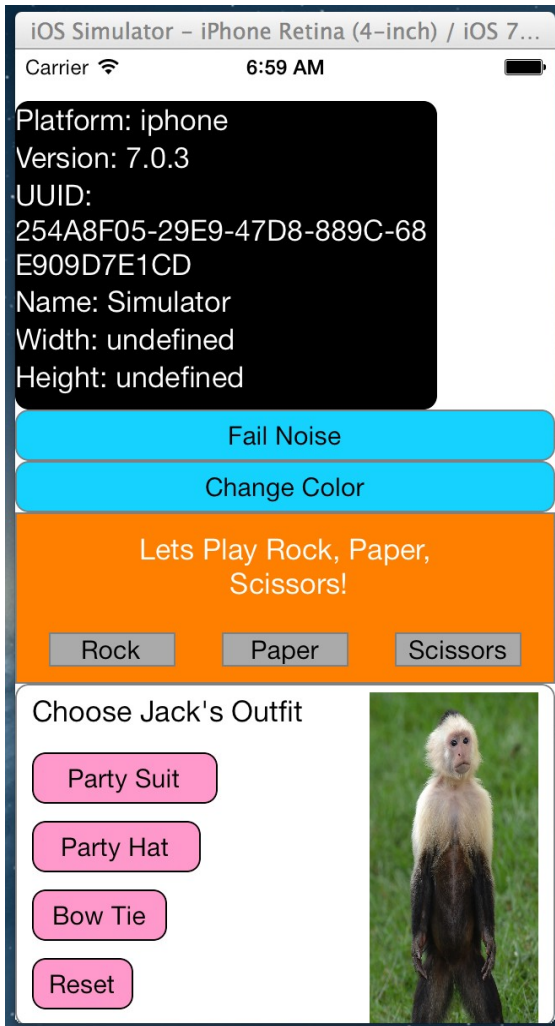 iOS Simulator - iPhone Retina (4-inch) / iOS 7...
Carrier 6:59 AM
Platform: iphone
Version: 7.0.3
UUID:
254A8F05-29E9-47D8-889C-68
E909D7E1CD
Name: Simulator
Width: undefined
Height: undefined
Fail Noise
Change Color
Lets Play Rock, Paper,
Scissors!
Rock Paper Scissors
Choose Jack's Outfit
Party Suit
Party Hat
Bow Tie
Reset